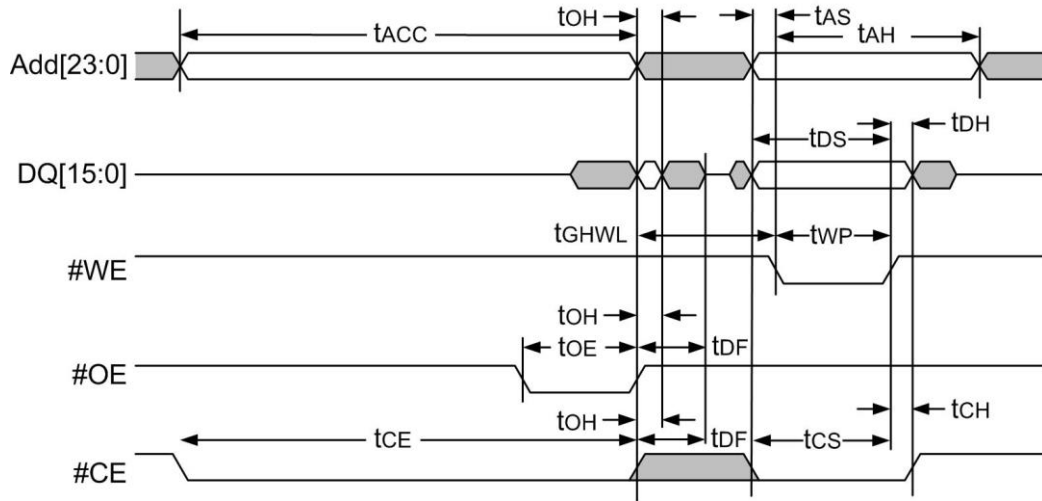 tOH tAS
tACC tAH
Add[23:0]
tDH
tDS
DQ[15:0]
tGHWL tWP
#WE
tOH
tOE tDF
#OE
tOH tCH
tCE tDF tCS
#CE